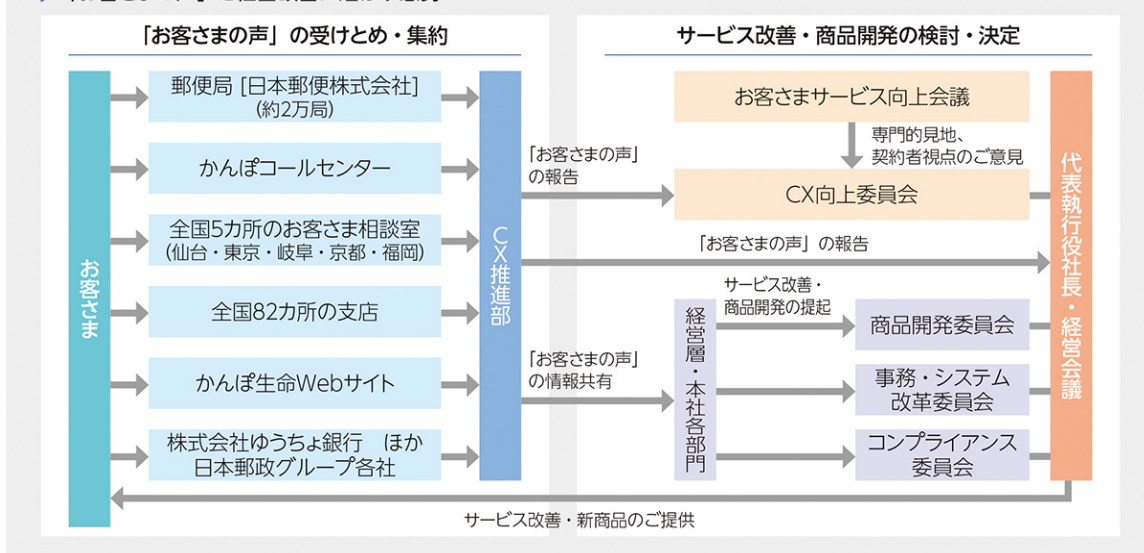 「お客さまの声」の受けとめ・集約
お客さま
郵便局 [日本郵便株式会社]
(約2万局)
かんぽコールセンター
全国5カ所のお客さま相談室
(仙台・東京・岐阜・京都・福岡)
全国82カ所の支店
かんぽ生命Webサイト
株式会社ゆうちょ銀行　ほか
日本郵政グループ各社
CX推進部
「お客さまの声」
の報告
「お客さまの声」
の情報共有
サービス改善・商品開発の検討・決定
お客さまサービス向上会議
専門的見地、
契約者視点のご意見
CX向上委員会
「お客さまの声」の報告
経営層・本社各部門
サービス改善・
商品開発の提起
商品開発委員会
事務・システム
改革委員会
コンプライアンス
委員会
代表執行役社長・経営会議
サービス改善・新商品のご提供